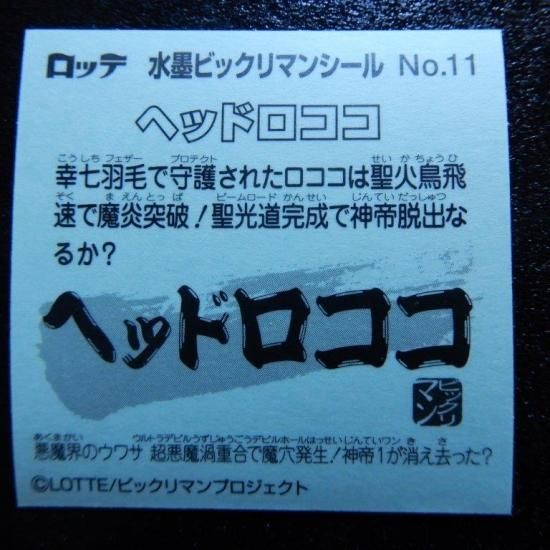 ロッテ 水墨ビックリマンシール No.11
ヘッドロココ
こうしち フェザー プロテクト せい か ちょう ひ
幸七羽毛で守護されたロココは聖火鳥飛
そく ま えん とっ ぱ ビームロード かんせい しんてい だっしゅつ
速で魔炎突破!聖光道完成で神帝脱出な
るか?
ヘッドロココ
ビックリ
マン
あくまかい ウルトラデビルうずじゅうごうデビルホールはっせい しんていワン き さ
悪魔界のウワサ 超悪魔渦重合で魔穴発生!神帝1が消え去った?
©LOTTE/ビックリマンプロジェクト